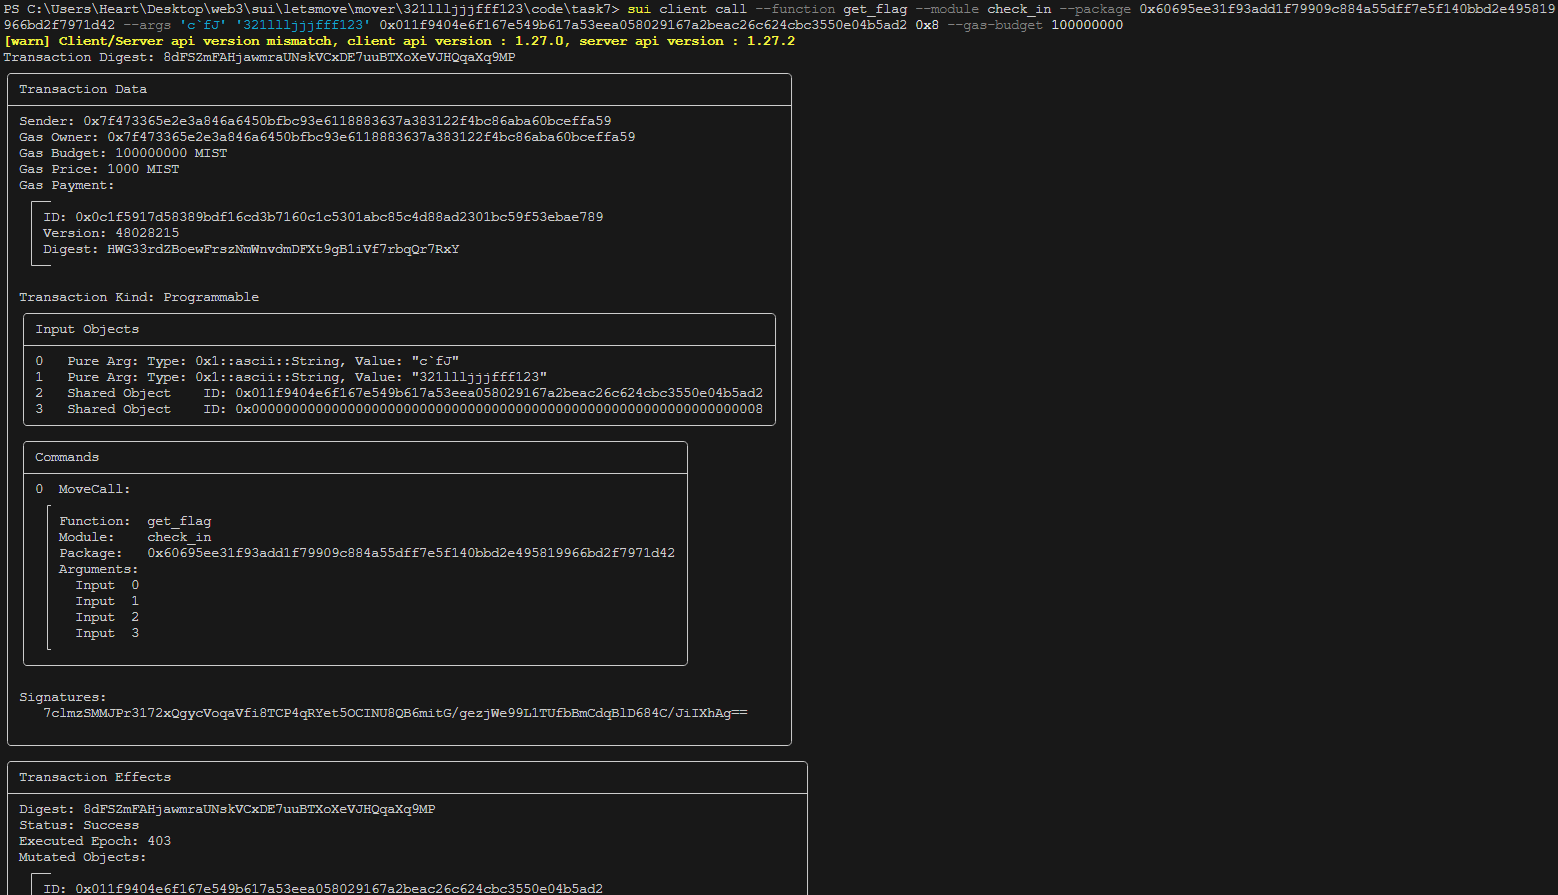 PS C:\Users\Heart\Desktop\web3\sui\letsmove\mover\321llljjjfff123\code\task7> sui client call --function get_flag --module check_in --package 0x60695ee31f93add1f79909c884a55dff7e5f140bbd2e495819
966bd2f7971d42 --args 'c`fJ' '321llljjjfff123' 0x011f9404e6f167e549b617a53eea058029167a2beac26c624cbc3550e04b5ad2 0x8 --gas-budget 100000000
[warn] Client/Server api version mismatch, client api version : 1.27.0, server api version : 1.27.2
Transaction Digest: 8dFSZmFAHjawmraUNskVCxDE7uuBTXoXeVJHQqaXq9MP
Transaction Data
Sender: 0x7f473365e2e3a846a6450bfbc93e6118883637a383122f4bc86aba60bceffa59
Gas Owner: 0x7f473365e2e3a846a6450bfbc93e6118883637a383122f4bc86aba60bceffa59
Gas Budget: 100000000 MIST
Gas Price: 1000 MIST
Gas Payment:
ID: 0x0c1f5917d58389bdf16cd3b7160c1c5301abc85c4d88ad2301bc59f53ebae789
Version: 48028215
Digest: HWG33rdZBoewFrszNmWnvdmDFXt9gBliVf7rbqQr7RxY
Transaction Kind: Programmable
Input Objects
0 Pure Arg: Type: 0x1::ascii::String, Value: "c`fJ"
1 Pure Arg: Type: 0x1::ascii::String, Value: "321llljjjfff123"
2 Shared Object ID: 0x011f9404e6f167e549b617a53eea058029167a2beac26c624cbc3550e04b5ad2
3 Shared Object ID: 0x0000000000000000000000000000000000000000000000000000000000000008
Commands
0 MoveCall:
Function: get_flag
Module: check_in
Package: 0x60695ee31f93add1f79909c884a55dff7e5f140bbd2e495819966bd2f7971d42
Arguments:
Input 0
Input 1
Input 2
Input 3
Signatures:
7clmzSMMJPr3172xQgycVoqaVfi8TCP4qRYet5OCINU8QB6mitG/gezjWe99L1TUfbBmCdqBlD684C/JiIXhAg==
Transaction Effects
Digest: 8dFSZmFAHjawmraUNskVCxDE7uuBTXoXeVJHQqaXq9MP
Status: Success
Executed Epoch: 403
Mutated Objects:
ID: 0x011f9404e6f167e549b617a53eea058029167a2beac26c624cbc3550e04b5ad2